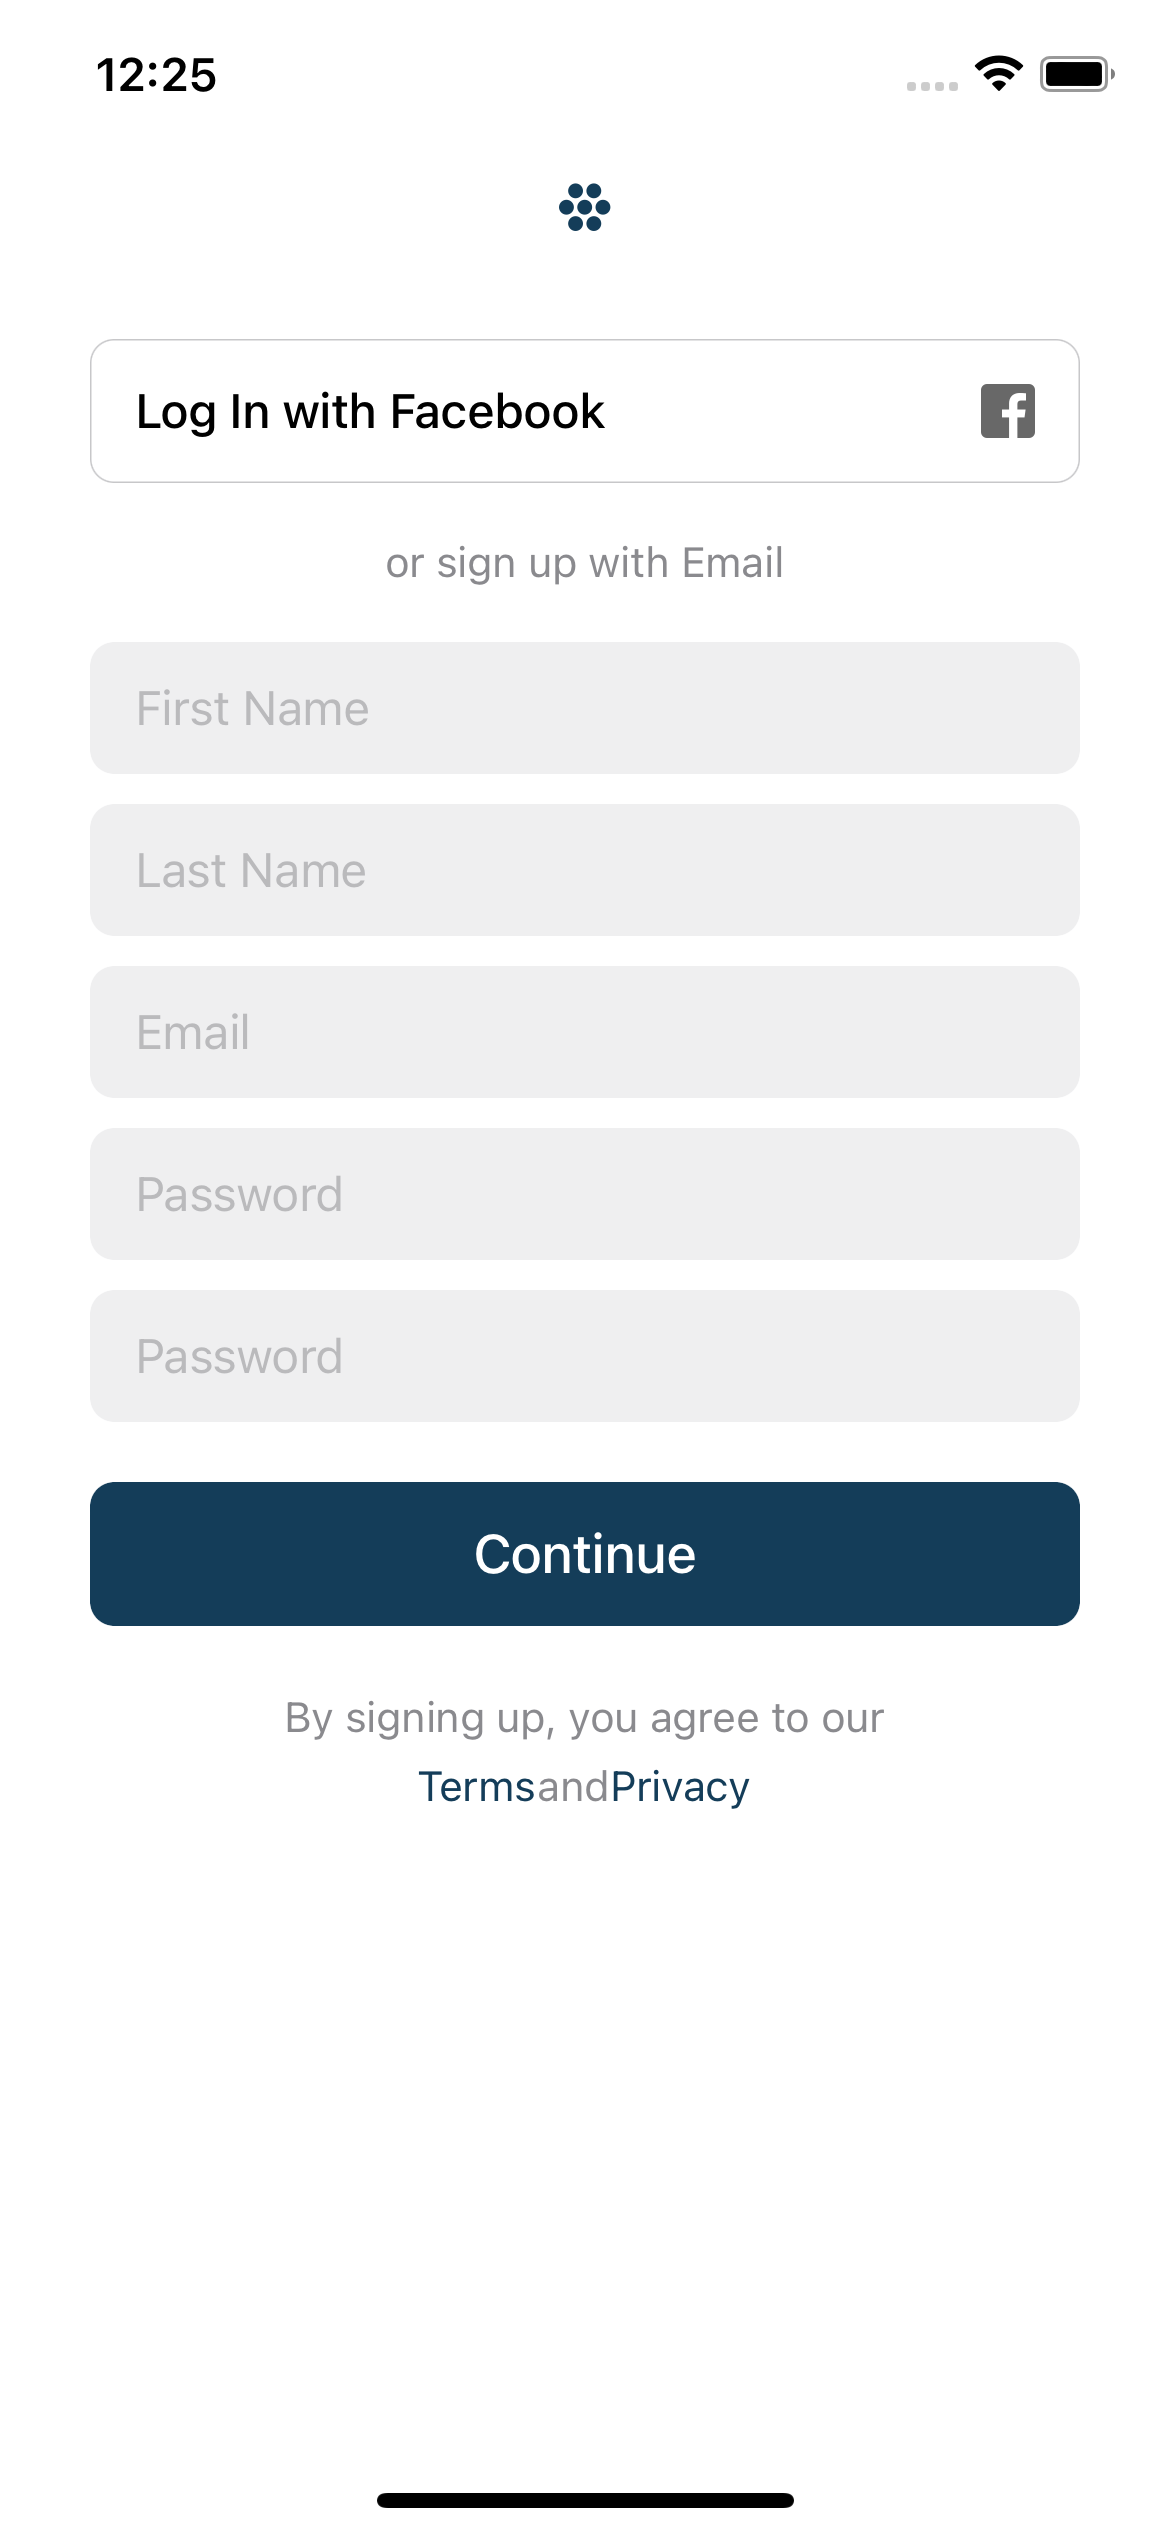 12:25
Log In with Facebook
or sign up with Email
First Name
Last Name
Email
Password
Password
Continue
By signing up, you agree to our
TermsandPrivacy